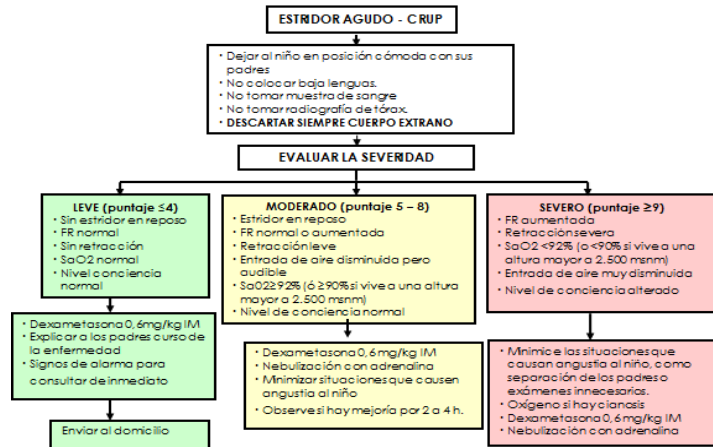 ESTRIDOR AGUDO - CRUP
· Dejar al niño en posición cómoda con sus
padres
· No colocar baja lenguas.
· No tomar muestra de sangre
· No tomar radiografía de tórax.
· DESCARTAR SIEMPRE CUERPO EXTRANO
EVALUAR LA SEVERIDAD
LEVE (puntaje ≤4)
· Sin estridor en reposo
· FR normal
· Sin retracción
· SaO2 normal
· Nivel conciencia
normal
· Dexametasona 0,6mg/kg IM
· Explicar a los padres curso de
la enfermedad
· Signos de alarma para
consultar de inmediato
Enviar al domicilio
MODERADO (puntaje 5 – 8)
· Estridor en reposo
· FR normal o aumentada
· Retracción leve
· Entrada de aire disminuida pero
audible
· Sa02≥92% (ó ≥90% si vive a una altura
mayor a 2.500 msnm)
· Nivel de conciencia normal
· Dexametasona 0,6 mg/kg IM
· Nebulización con adrenalina
· Minimizar situaciones que causen
angustia al niño
· Observe si hay mejoría por 2 a 4 h.
SEVERO (puntaje ≥9)
· FR aumentada
· Retracción severa
· SaO2 <92% (o <90% si vive a una
altura mayor a 2.500 msnm)
· Entrada de aire muy disminuida
· Nivel de conciencia alterado
· Minimice las situaciones que
causan angustia al niño, como
separación de los padres o
exámenes innecesarios.
· Oxígeno si hay cianosis
· Dexametasona 0,6mg/kg IM
· Nebulización con adrenalina